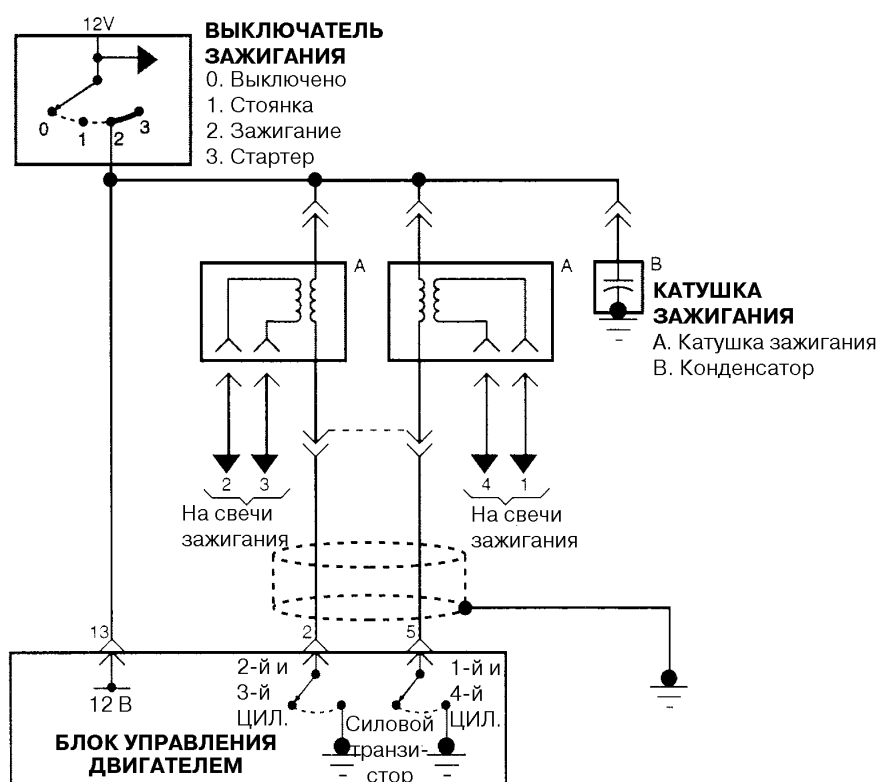 12V
ВЫКЛЮЧАТЕЛЬ
ЗАЖИГАНИЯ
0. Выключено
1. Стоянка
2. Зажигание
3. Стартер
0
1
2
3
A
A
B
КАТУШКА
ЗАЖИГАНИЯ
A. Катушка зажигания
B. Конденсатор
2
3
4
1
На свечи
зажигания
На свечи
зажигания
13
2
5
12 В
2-й и
3-й
ЦИЛ.
1-й и
4-й
ЦИЛ.
Силовой
транзи-
стор
БЛОК УПРАВЛЕНИЯ
ДВИГАТЕЛЕМ